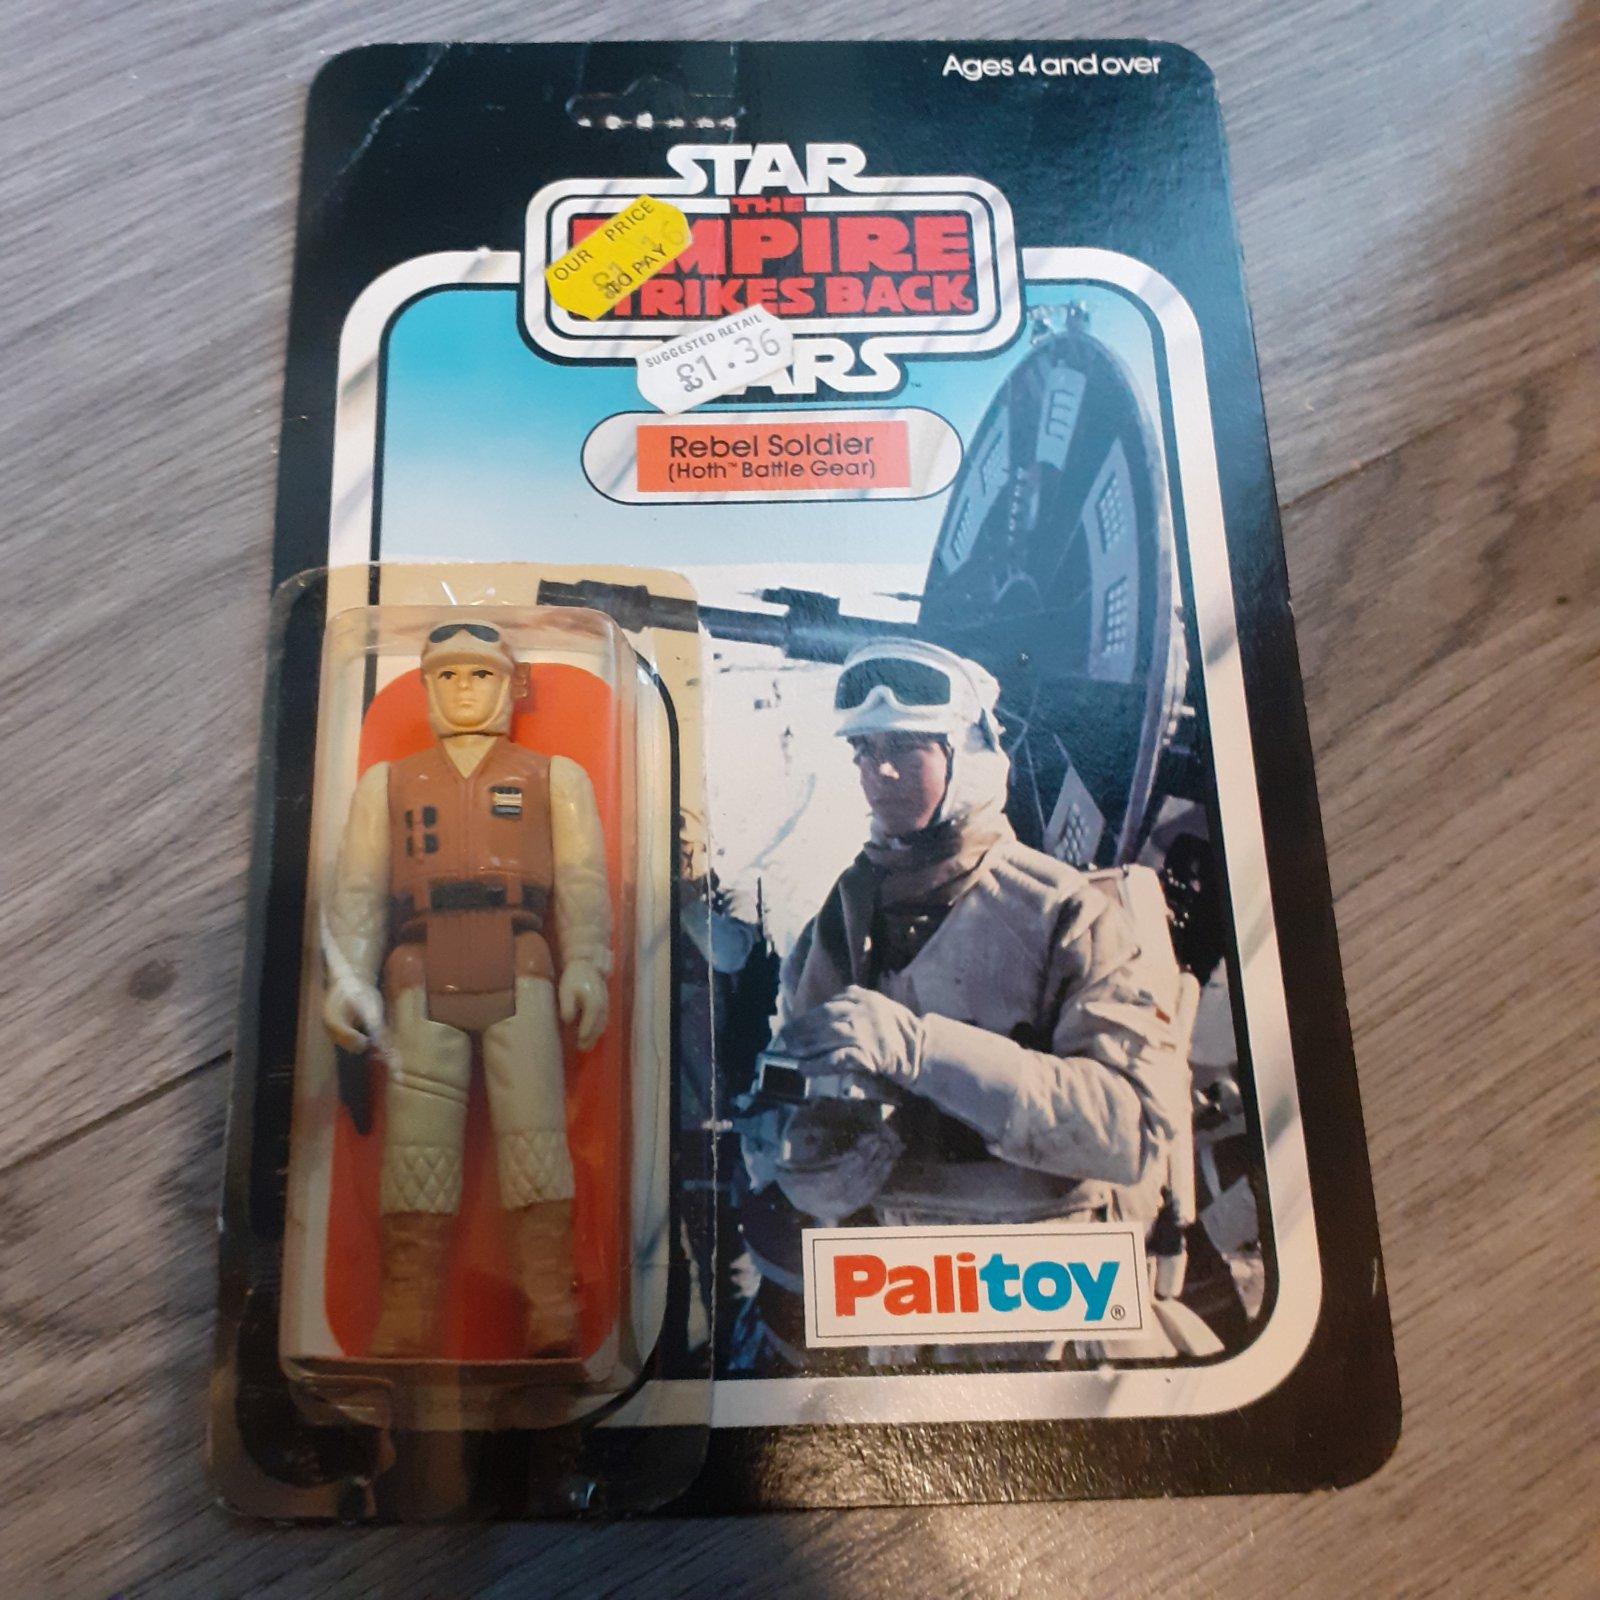 Ages 4 and over
STAR
THE
EMPIRE
STRIKES BACK
OUR PRICE
TO PAY
SUGGESTED RETAIL
£1.36
WARS
Rebel Soldier
(Hoth™ Battle Gear)
Palitoy®